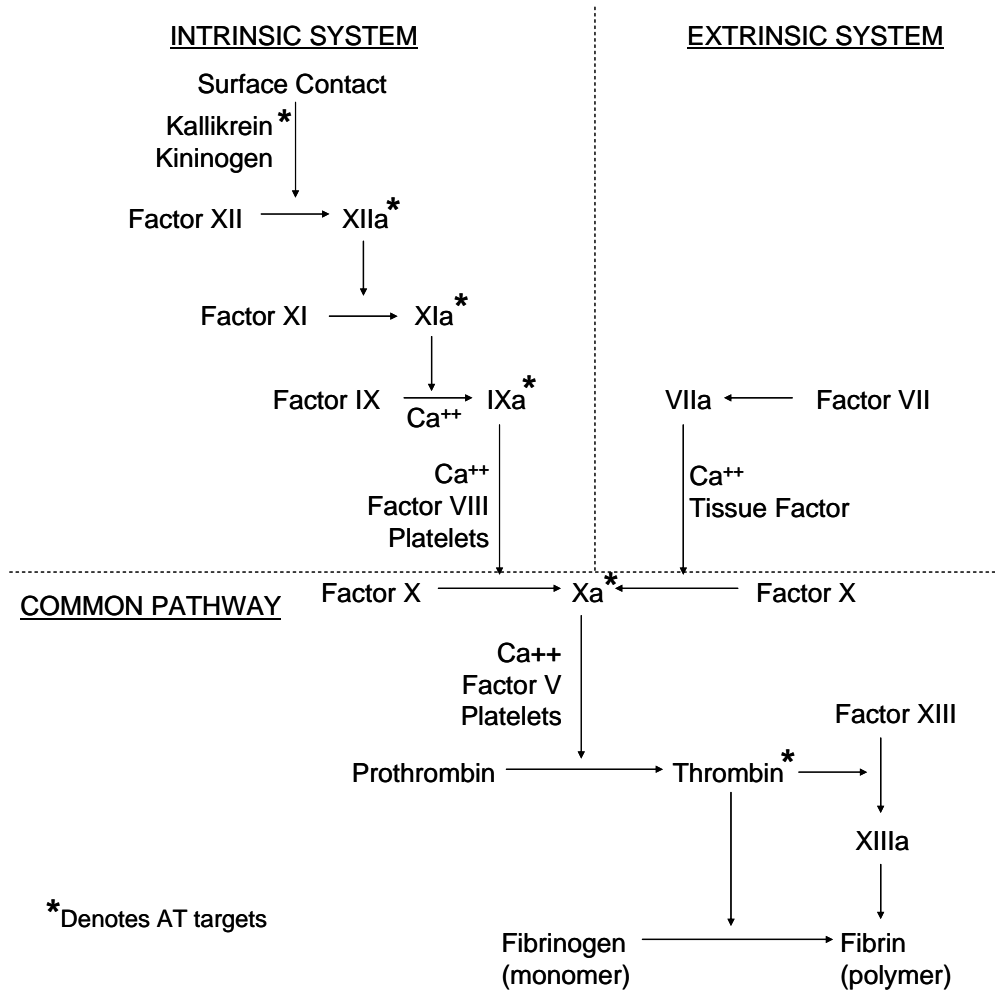 INTRINSIC SYSTEM
EXTRINSIC SYSTEM
Surface Contact
Kallikrein *
Kininogen
Factor XII
XIIa*
Factor XI
XIa*
Factor IX
Ca++
IXa*
VIIa
Factor VII
Ca++
Factor VIII
Platelets
Ca++
Tissue Factor
COMMON PATHWAY
Factor X
Xa*
Factor X
Ca++
Factor V
Platelets
Factor XIII
Prothrombin
Thrombin*
XIIIa
*Denotes AT targets
Fibrinogen
(monomer)
Fibrin
(polymer)